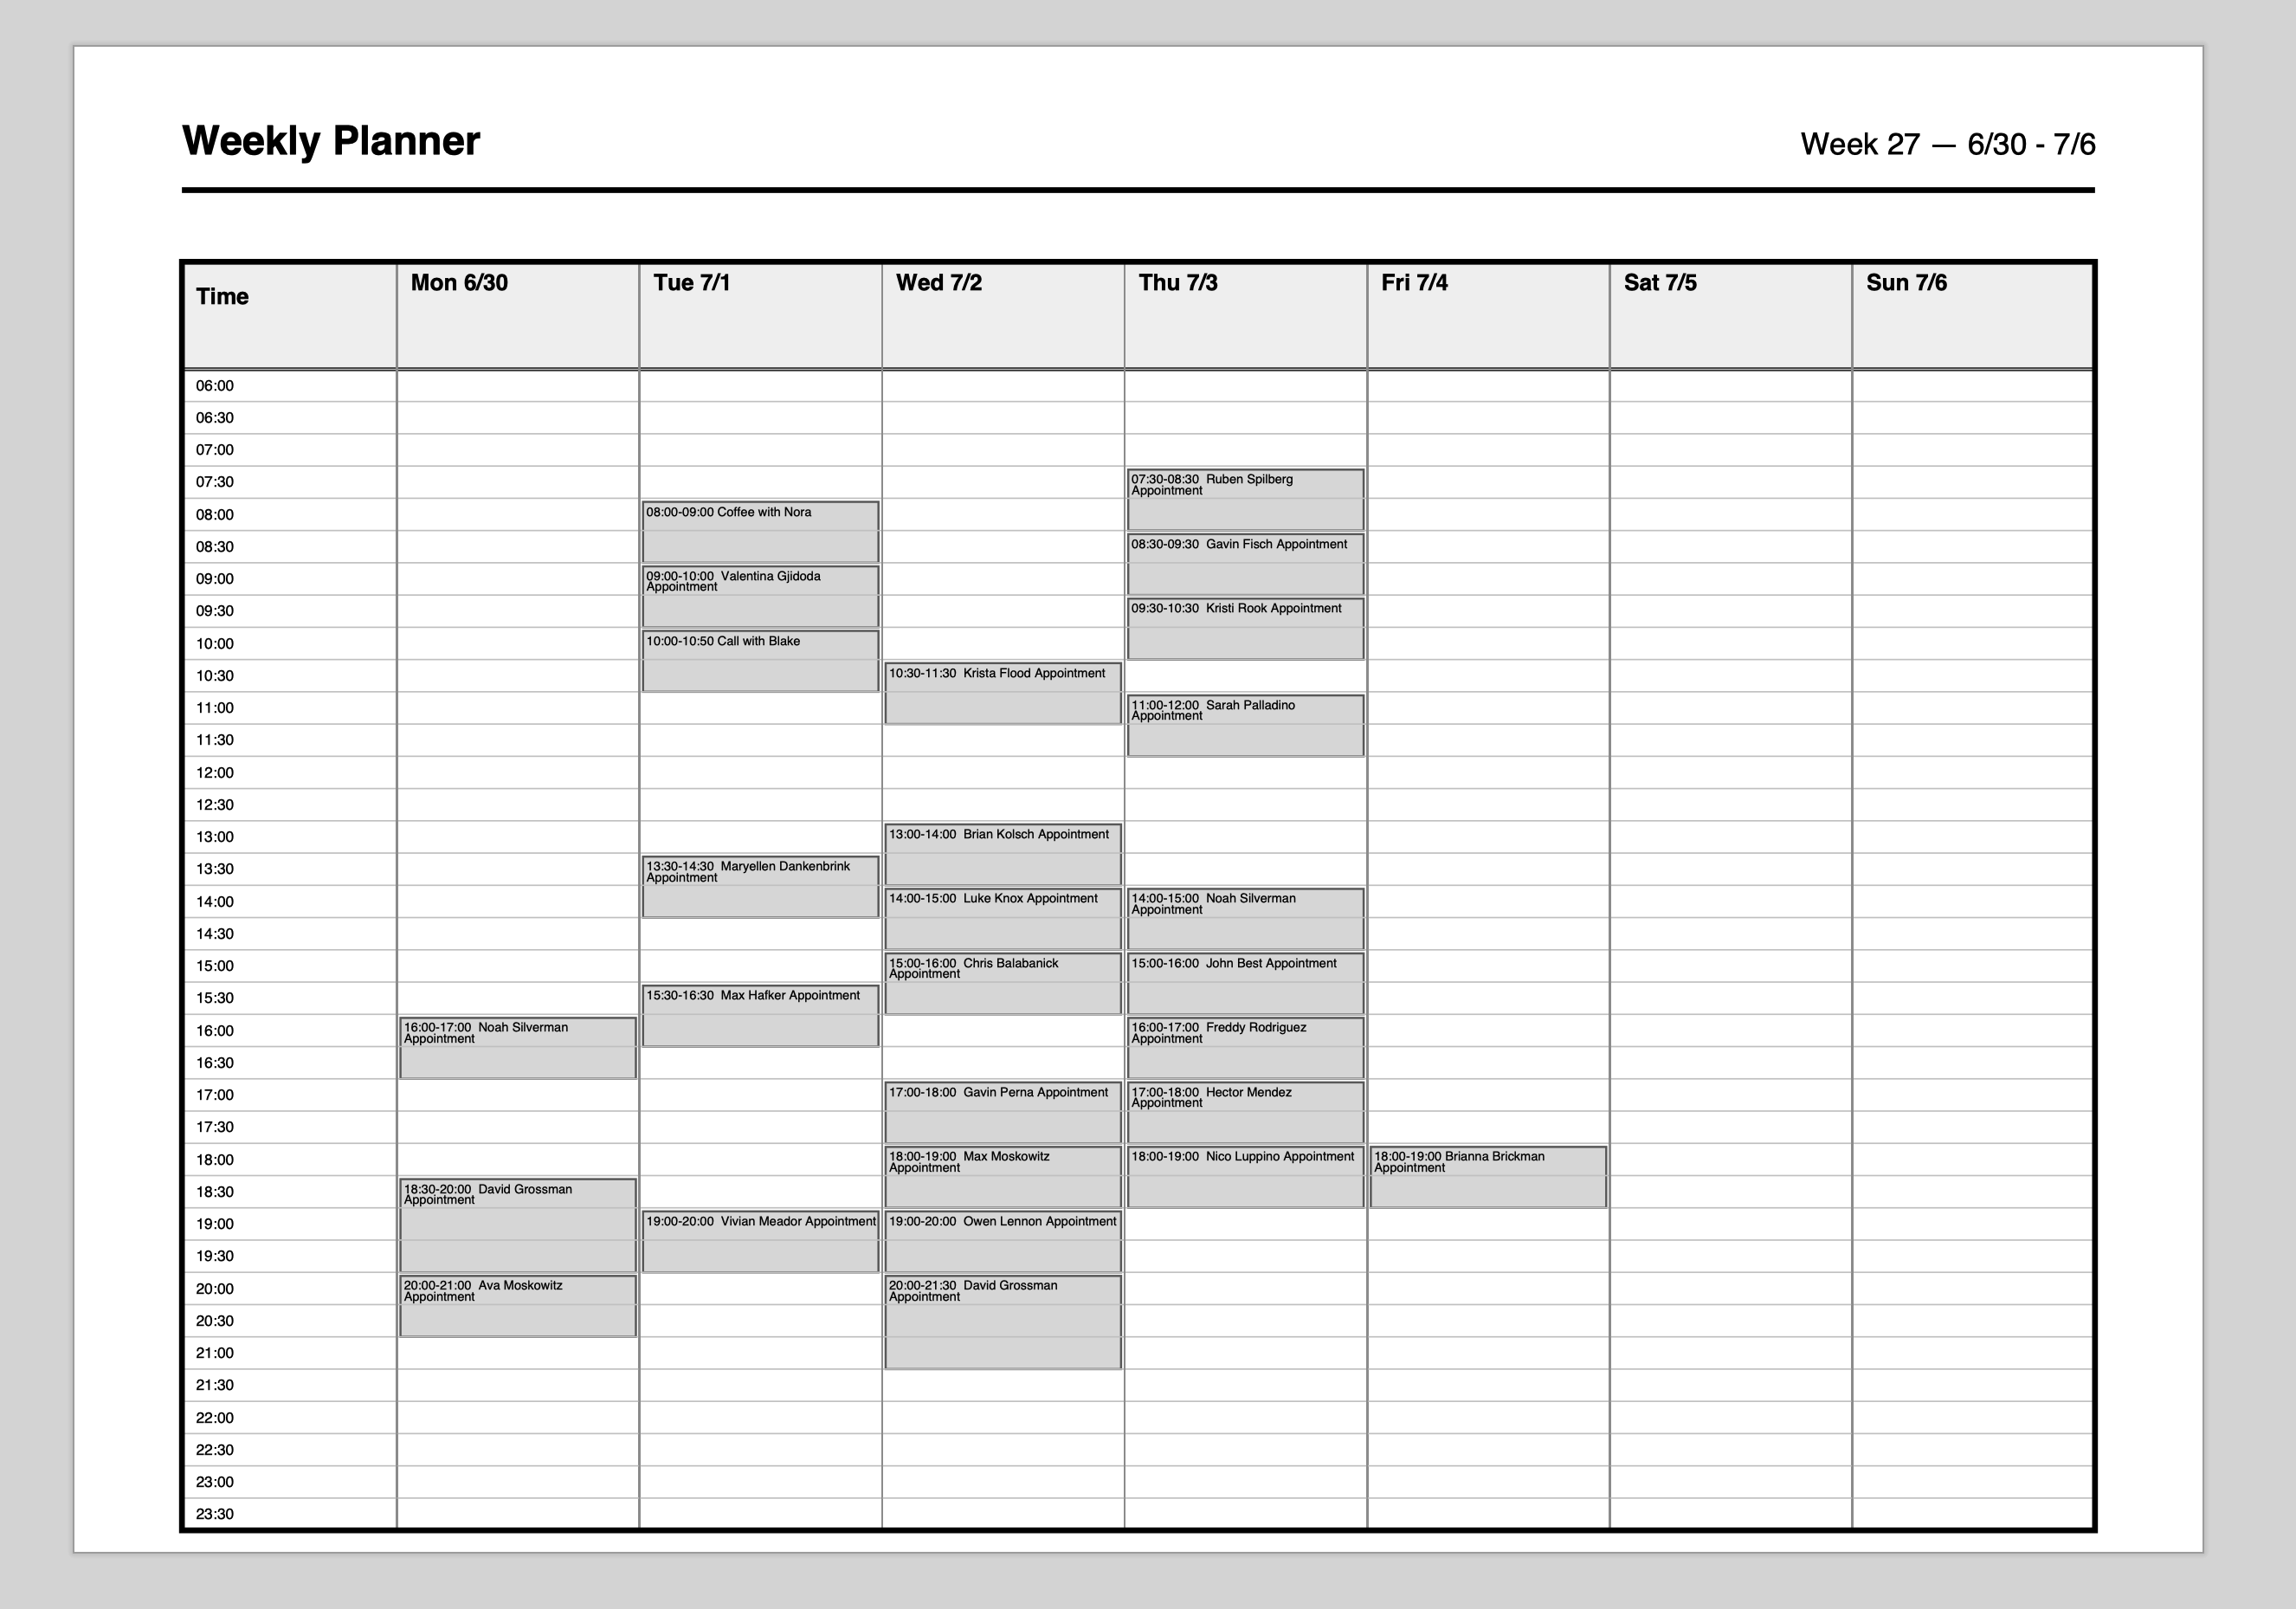 Weekly Planner
Week 27 — 6/30 - 7/6
Time
Mon 6/30
Tue 7/1
Wed 7/2
Thu 7/3
Fri 7/4
Sat 7/5
Sun 7/6
06:00
06:30
07:00
07:30
07:30-08:30 Ruben Spilberg
Appointment
08:00
08:00-09:00 Coffee with Nora
08:30
08:30-09:30 Gavin Fisch Appointment
09:00
09:00-10:00 Valentina Gjidoda
Appointment
09:30
09:30-10:30 Kristi Rook Appointment
10:00
10:00-10:50 Call with Blake
10:30
10:30-11:30 Krista Flood Appointment
11:00
11:00-12:00 Sarah Palladino
Appointment
11:30
12:00
12:30
13:00
13:00-14:00 Brian Kolsch Appointment
13:30
13:30-14:30 Maryellen Dankenbrink
Appointment
14:00
14:00-15:00 Luke Knox Appointment
14:00-15:00 Noah Silverman
Appointment
14:30
15:00
15:00-16:00 Chris Balabanick
Appointment
15:00-16:00 John Best Appointment
15:30
15:30-16:30 Max Hafker Appointment
16:00
16:00-17:00 Noah Silverman
Appointment
16:00-17:00 Freddy Rodriguez
Appointment
16:30
17:00
17:00-18:00 Gavin Perna Appointment
17:00-18:00 Hector Mendez
Appointment
17:30
18:00
18:00-19:00 Max Moskowitz
Appointment
18:00-19:00 Nico Luppino Appointment
18:00-19:00 Brianna Brickman
Appointment
18:30
18:30-20:00 David Grossman
Appointment
19:00
19:00-20:00 Vivian Meador Appointment
19:00-20:00 Owen Lennon Appointment
19:30
20:00
20:00-21:00 Ava Moskowitz
Appointment
20:00-21:30 David Grossman
Appointment
20:30
21:00
21:30
22:00
22:30
23:00
23:30